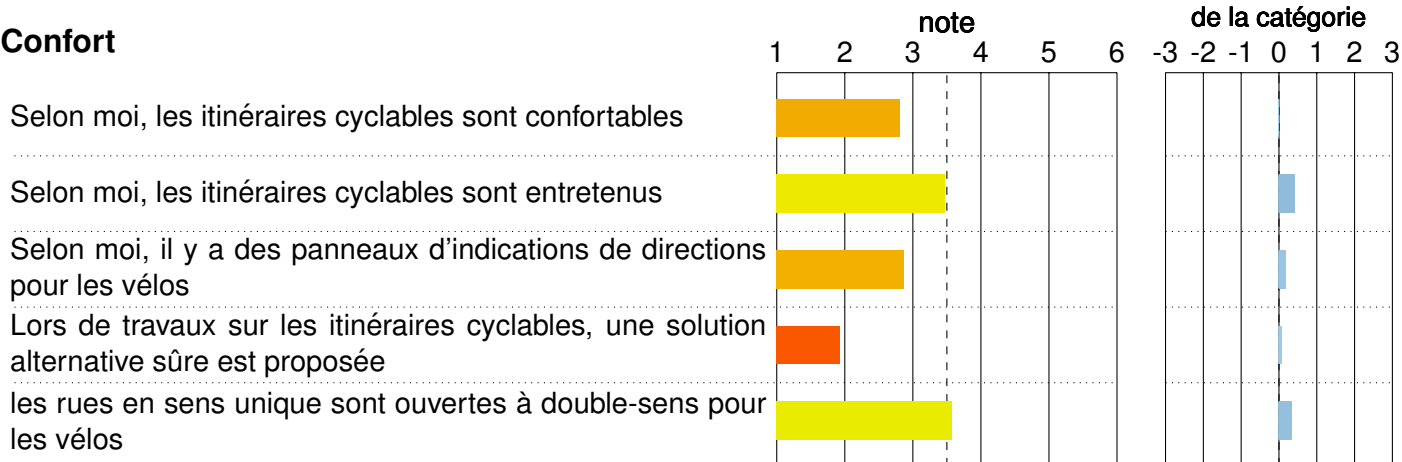 Confort
note
de la catégorie
1 2 3 4 5 6
-3 -2 -1 0 1 2 3
Selon moi, les itinéraires cyclables sont confortables
Selon moi, les itinéraires cyclables sont entretenus
Selon moi, il y a des panneaux d'indications de directions
pour les vélos
Lors de travaux sur les itinéraires cyclables, une solution
alternative sûre est proposée
les rues en sens unique sont ouvertes à double-sens pour
les vélos